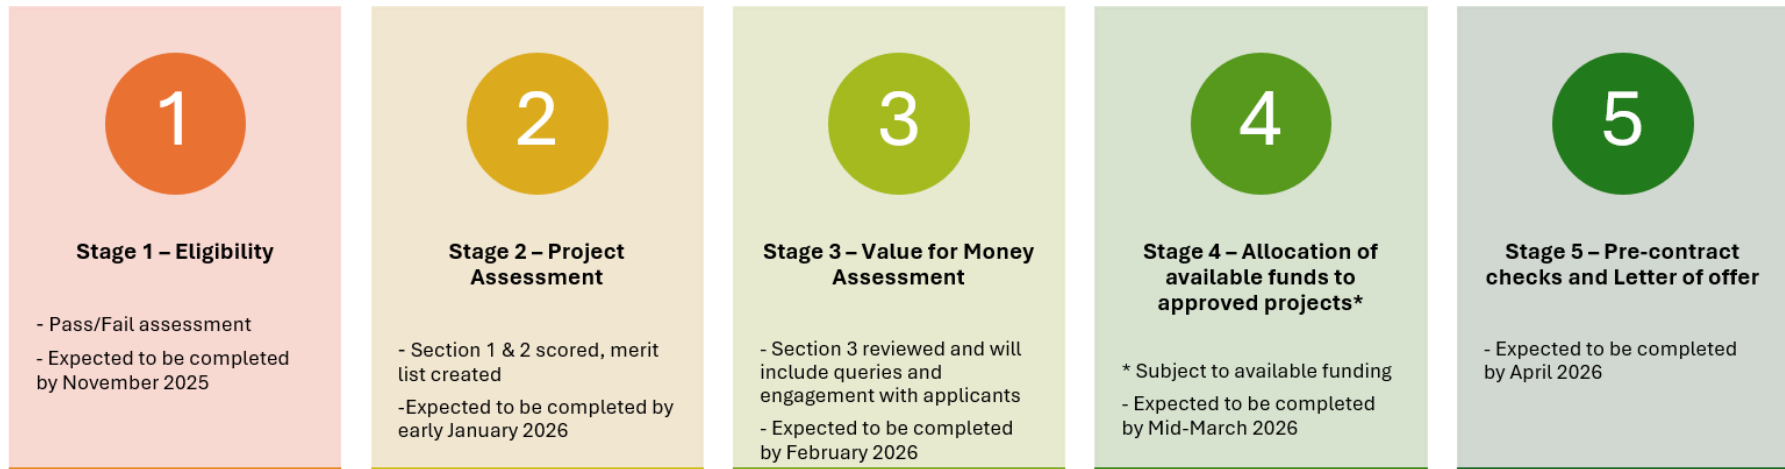 1
Stage 1 – Eligibility
- Pass/Fail assessment
- Expected to be completed
by November 2025
2
Stage 2 – Project
Assessment
- Section 1 & 2 scored, merit
list created
-Expected to be completed by
early January 2026
3
Stage 3 – Value for Money
Assessment
- Section 3 reviewed and will
include queries and
engagement with applicants
- Expected to be completed
by February 2026
4
Stage 4 – Allocation of
available funds to
approved projects*
* Subject to available funding
- Expected to be completed
by Mid-March 2026
5
Stage 5 – Pre-contract
checks and Letter of offer
- Expected to be completed
by April 2026